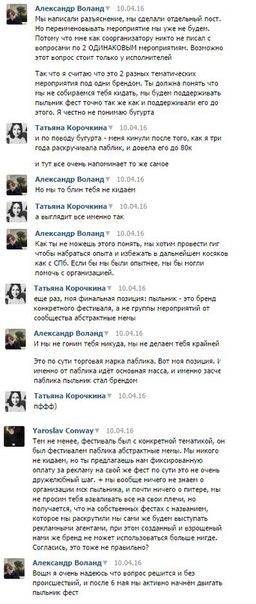 Александр Воланд 10.04.16
Мы написали разъяснение, мы сделали отдельный пост.
Но переименовывать мероприятие мы уже не будем.
Потому что мне как соорганизатору никто не писал с
вопросами по 2 ОДИНАКОВЫМ мероприятиям. Возможно
этот вопрос стоит только у исполнителей
Так что я считаю что это 2 разных тематических
мероприятия под одни брендом. Ты должна понять что
мы не собираемся тебя кидать, мы будем поддерживать
пыльник фест точно так же как и поддерживали его до
этого. Я честно не понимаю бугурта
Татьяна Корочкина 10.04.16
и по поводу бугурта - меня кинули после того, как я три
года раскручивала паблик, и довела его до 80к
и тут все очень напоминает то же самое
Александр Воланд 10.04.16
Но мы то блин тебя не кидаем
Татьяна Корочкина 10.04.16
а выглядит все именно так
Александр Воланд 10.04.16
Как ты не можешь этого понять, мы хотим провести гиг
чтобы набраться опыта и избежать в дальнейшем косяков
как с СПб. Если бы мы были опытнее, мы бы могли
помочь с организацией.
Татьяна Корочкина 10.04.16
еще раз, моя финальная позиция: пыльник - это бренд
конкретного фестиваля, а не группы мероприятий от
сообщества абстрактные мемы
Александр Воланд 10.04.16
И мы не гоним тебя никуда, мы не делаем тебя крайней
Это по сути торговая марка паблика. Вот моя позиция. И
именно от паблика идёт основная масса, и именно засче
паблика пыльник стал брендом
Татьяна Корочкина 10.04.16
пффф)
Yaroslav Conway 10.04.16
Тем не менее, фестиваль был с конкретной тематикой, он
был фестивалем паблика абстрактные мемы. Мы никого
не кидаем, но ты предлагаешь нам фиксированную
оплату за рекламу на свой же фест по сути это не очень
дружелюбный шаг. + мы вообще ничего не знаем о
организации мск пыльника, и почти ничего о питере, мы
не просим тебя взваливать все на свои плечи, но
получается, что на собственных фестах с названием,
которое мы раскрутили мы сами же будем выступать
рекламными агентами, при этом созданный и взрощеный
нами же бренд не может использоваться больше нигде.
Согласись, это тоже не правильно?
Александр Воланд 10.04.16
Вощм я очень надеюсь что вопрос решится и без
происшествий, и после 6 мая мы активно начнём двигать
пыльник фест